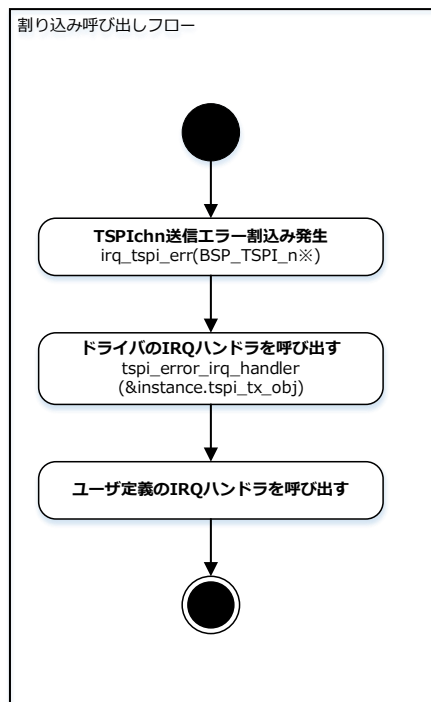 割り込み呼び出しフロー
TSPIchn送信エラー割込み発生
irq_tspi_err(BSP_TSPI_n※)
ドライバのIRQハンドラを呼び出す
tspi_error_irq_handler
(&instance.tspi_tx_obj)
ユーザ定義のIRQハンドラを呼び出す